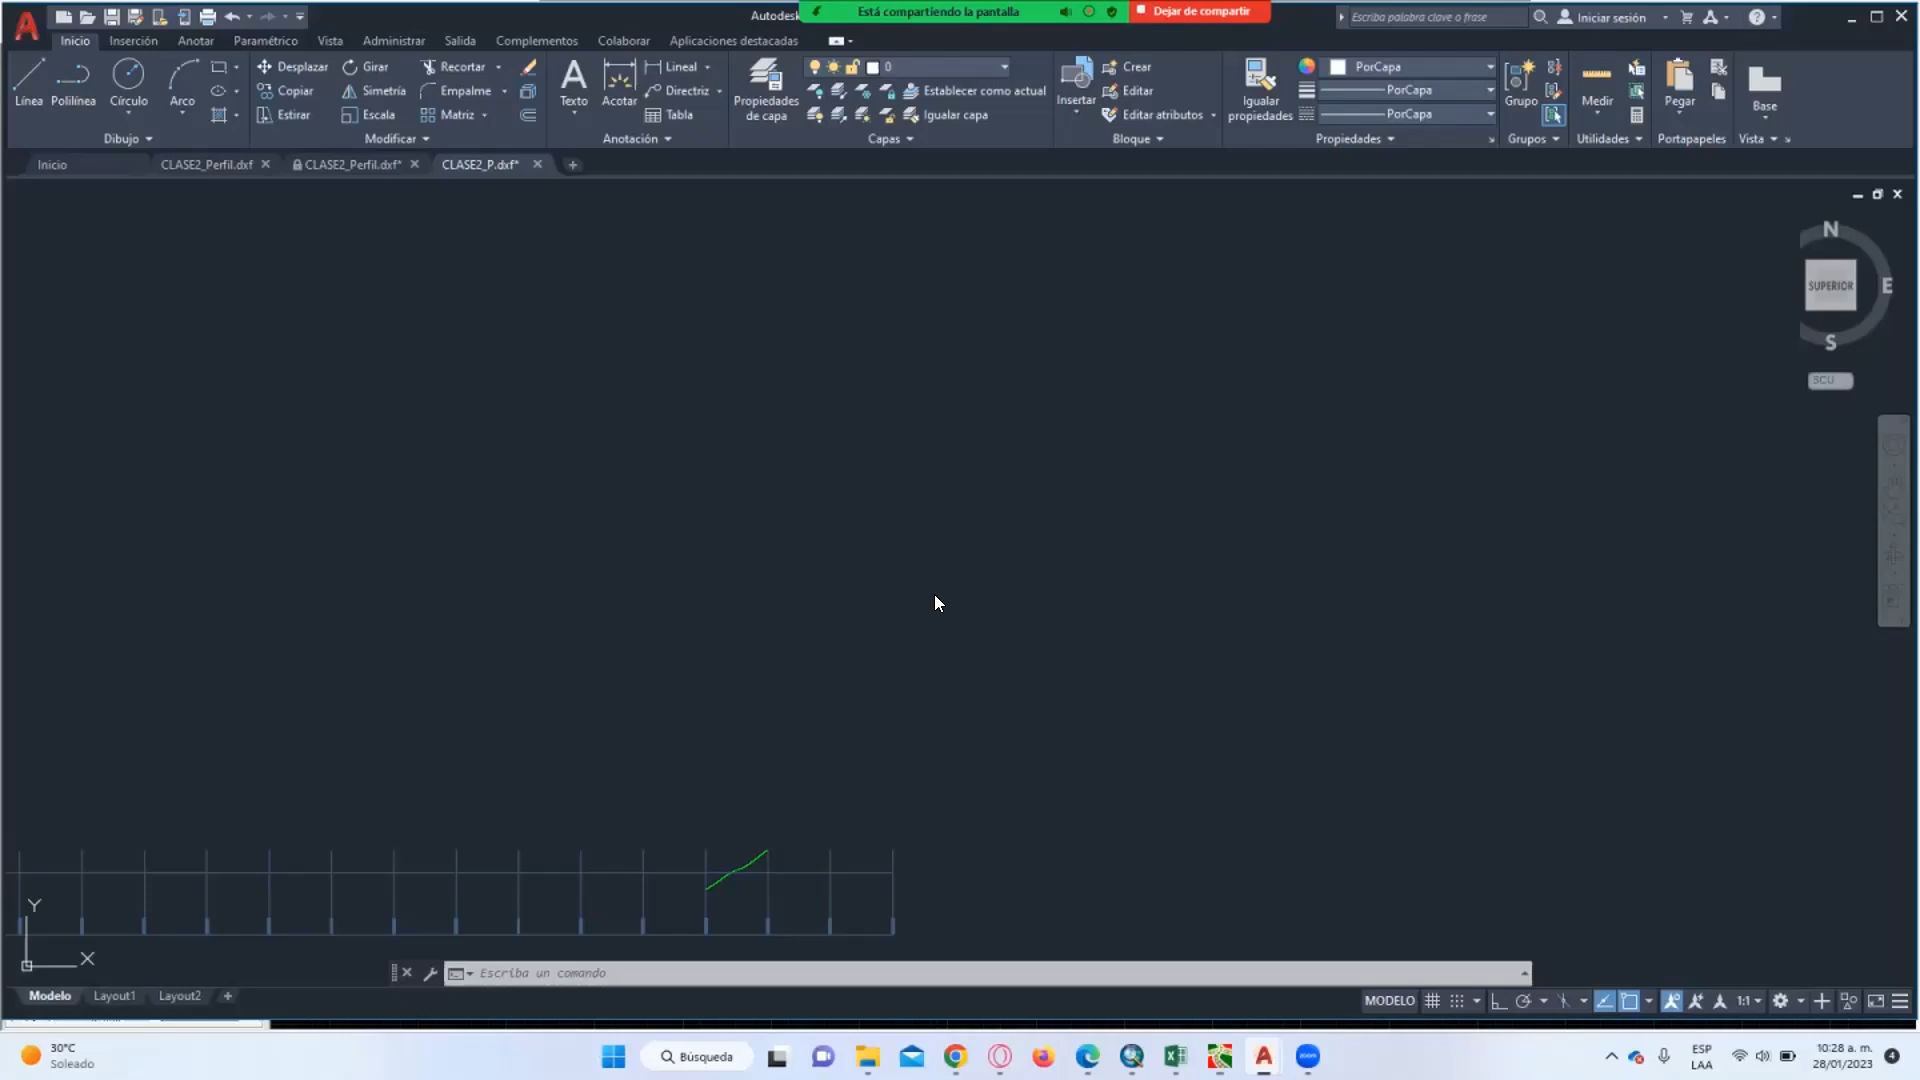 Autodesk
Está compartiendo la pantalla
Dejar de compartir
Escriba palabra clave o frase
Iniciar sesión
Inicio Inserción Anotar Paramétrico Vista Administrar Salida Complementos Colaborar Aplicaciones destacadas
Desplazar Girar Recortar Lineal 0 Crear PorCapa
Copiar Simetría Empalme Directriz Establecer como actual Editar PorCapa
Línea Polilínea Círculo Arco Texto Acotar Propiedades de capa Insertar Igualar propiedades Grupo Medir Pegar Base
Estirar Escala Matriz Tabla Igualar capa Editar atributos PorCapa
Dibujo Modificar Anotación Capas Bloque Propiedades Grupos Utilidades Portapapeles Vista
Inicio CLASE2_Perfil.dxf CLASE2_Perfil.dxf* CLASE2_P.dxf*
N
SUPERIOR E
S
SCU
Y
X
Escriba un comando
Modelo Layout1 Layout2
MODELO 1:1
30°C
Soleado
Búsqueda
zoom
ESP
LAA
10:28 a. m.
28/01/2023
4